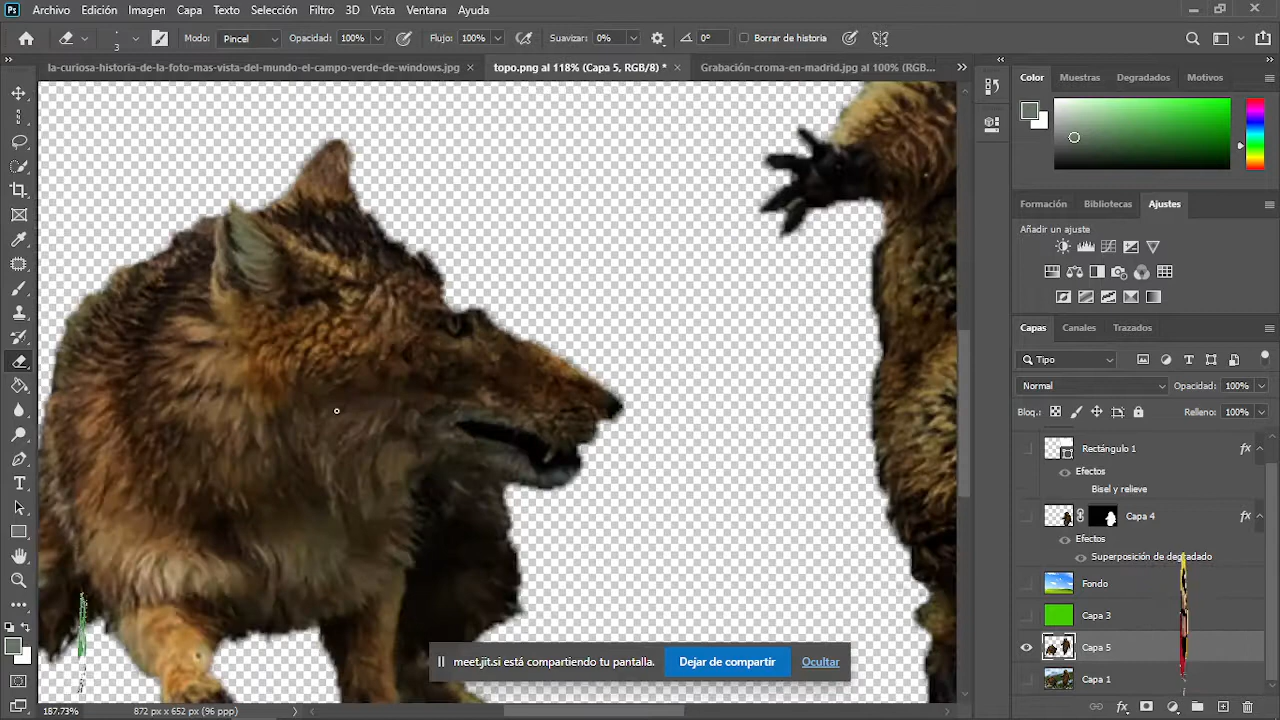 Ps Archivo Edición Imagen Capa Texto Selección Filtro 3D Vista Ventana Ayuda
3 Modo: Pincel Opacidad: 100% Flujo: 100% Suavizar: 0% 0° Borrar de historia
la-curiosa-historia-de-la-foto-mas-vista-del-mundo-el-campo-verde-de-windows.jpg topo.png al 118% (Capa 5, RGB/8) * Grabación-croma-en-madrid.jpg al 100% (RGB...
Color Muestras Degradados Motivos
Formación Bibliotecas Ajustes
Añadir un ajuste
Capas Canales Trazados
Tipo
Normal Opacidad: 100%
Bloq.: Relleno: 100%
Rectángulo 1 fx
Efectos
Bisel y relieve
Capa 4 fx
Efectos
Superposición de degradado
Fondo
Capa 3
Capa 5
Capa 1
fx
meet.jit.si está compartiendo tu pantalla. Dejar de compartir Ocultar
187.73% 872 px x 652 px (96 ppp)